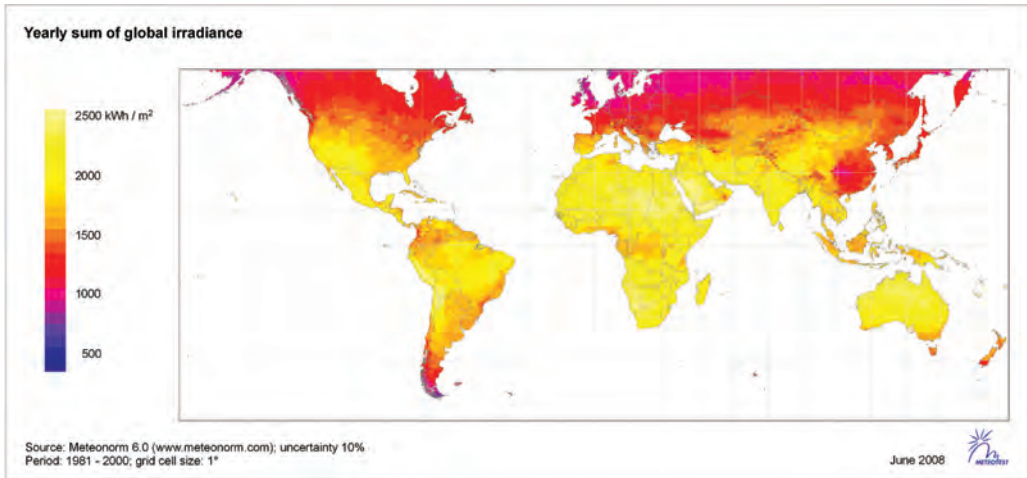 Yearly sum of global irradiance
2500 kWh / m²
2000
1500
1000
500
Source: Meteonorm 6.0 (www.meteonorm.com); uncertainty 10%
Period: 1981 - 2000; grid cell size: 1°
June 2008
METEOTEST